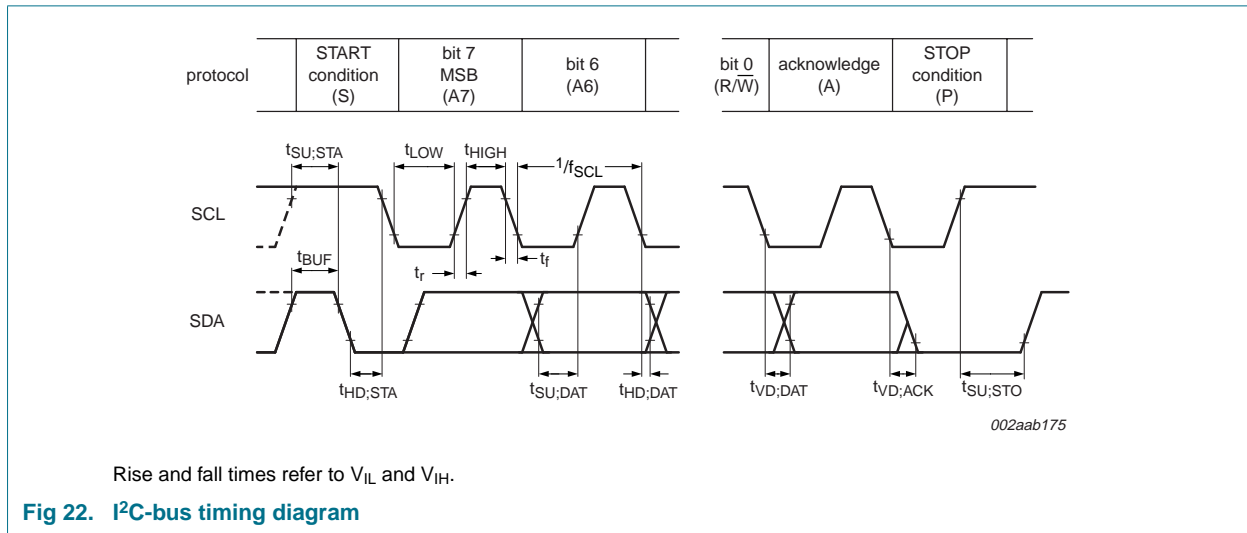 protocol
START
condition
(S)
bit 7
MSB
(A7)
bit 6
(A6)
bit 0
(R/W̅)
acknowledge
(A)
STOP
condition
(P)
tSU;STA
tLOW
tHIGH
1/fSCL
SCL
tBUF
tr
tf
SDA
tHD;STA
tSU;DAT
tHD;DAT
tVD;DAT
tVD;ACK
tSU;STO
002aab175
Rise and fall times refer to VIL and VIH.
Fig 22. I²C-bus timing diagram